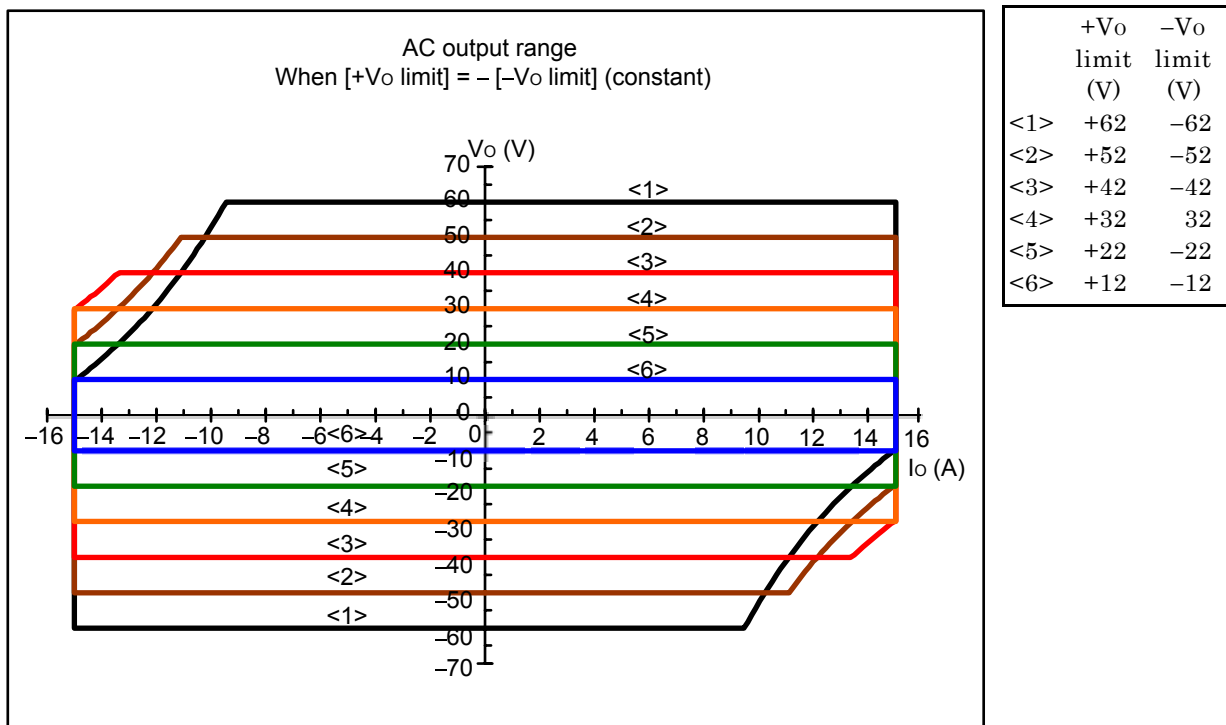 AC output range
When [+Vo limit] = – [–Vo limit] (constant)
Vo (V)
70
60
50
40
30
20
10
0
–10
–20
–30
–40
–50
–60
–70
–16 –14 –12 –10 –8 –6 –4 –2 0 2 4 6 8 10 12 14 16
Io (A)
<1>
<2>
<3>
<4>
<5>
<6>
<6>
<5>
<4>
<3>
<2>
<1>
+Vo –Vo
limit limit
(V) (V)
<1> +62 –62
<2> +52 –52
<3> +42 –42
<4> +32 32
<5> +22 –22
<6> +12 –12